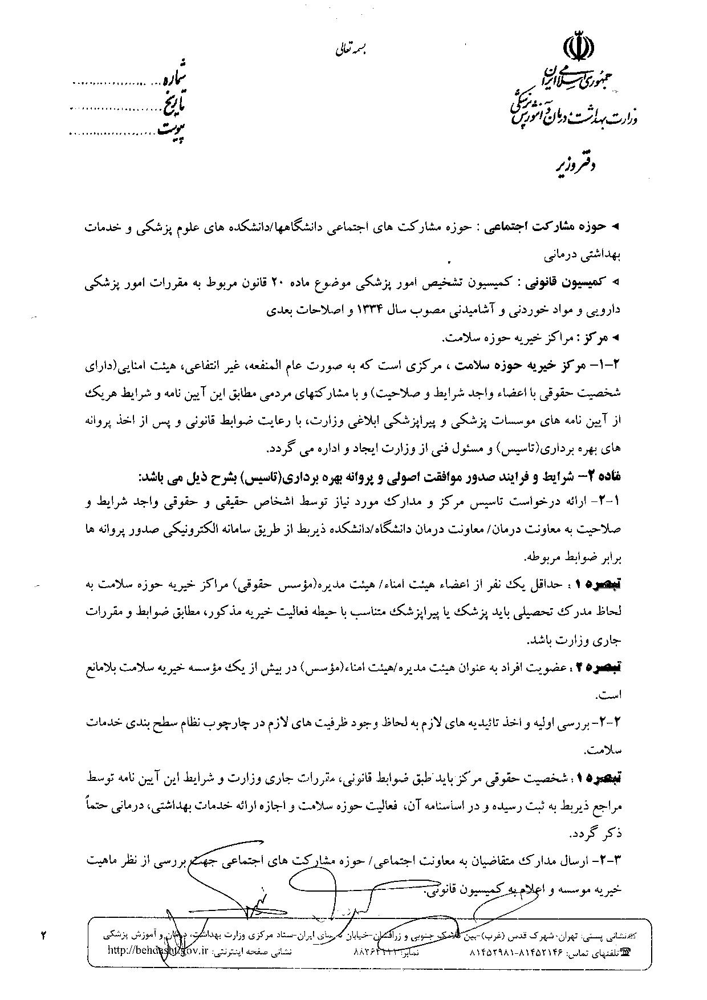 بسمه تعالی
جمهوری اسلامی ایران
وزارت بهداشت، درمان و آموزش پزشکی
دفتر وزیر
شماره
تاریخ
پیوست
◄ حوزه مشارکت اجتماعی : حوزه مشارکت های اجتماعی دانشگاهها/دانشکده های علوم پزشکی و خدمات
بهداشتی درمانی
◄ کمیسیون قانونی : کمیسیون تشخیص امور پزشکی موضوع ماده ۲۰ قانون مربوط به مقررات امور پزشکی
دارویی و مواد خوردنی و آشامیدنی مصوب سال ۱۳۳۴ و اصلاحات بعدی
◄ مرکز : مراکز خیریه حوزه سلامت.
۱-۲- مرکز خیریه حوزه سلامت ، مرکزی است که به صورت عام المنفعه، غیر انتفاعی، هیئت امنایی(دارای
شخصیت حقوقی با اعضاء واجد شرایط و صلاحیت) و با مشارکتهای مردمی مطابق این آیین نامه و شرایط هریک
از آیین نامه های موسسات پزشکی و پیراپزشکی ابلاغی وزارت، با رعایت ضوابط قانونی و پس از اخذ پروانه
های بهره برداری(تاسیس) و مسئول فنی از وزارت ایجاد و اداره می گردد.
ماده ۲- شرایط و فرایند صدور موافقت اصولی و پروانه بهره برداری(تاسیس) بشرح ذیل می باشد:
۲-۱- ارائه درخواست تاسیس مرکز و مدارک مورد نیاز توسط اشخاص حقیقی و حقوقی واجد شرایط و
صلاحیت به معاونت درمان/ معاونت درمان دانشگاه/دانشکده ذیربط از طریق سامانه الکترونیکی صدور پروانه ها
برابر ضوابط مربوطه.
تبصره ۱ : حداقل یک نفر از اعضاء هیئت امناء/ هیئت مدیره(مؤسس حقوقی) مراکز خیریه حوزه سلامت به
لحاظ مدرک تحصیلی باید پزشک یا پیراپزشک متناسب با حیطه فعالیت خیریه مذکور، مطابق ضوابط و مقررات
جاری وزارت باشد.
تبصره ۲ : عضویت افراد به عنوان هیئت مدیره/هیئت امناء(مؤسس) در بیش از یک مؤسسه خیریه سلامت بلامانع
است.
۲-۲- بررسی اولیه و اخذ تائیدیه های لازم به لحاظ وجود ظرفیت های لازم در چارچوب نظام سطح بندی خدمات
سلامت.
تبصره ۱ : شخصیت حقوقی مرکز باید طبق ضوابط قانونی، مقررات جاری وزارت و شرایط این آیین نامه توسط
مراجع ذیربط به ثبت رسیده و در اساسنامه آن، فعالیت حوزه سلامت و اجازه ارائه خدمات بهداشتی، درمانی حتماً
ذکر گردد.
۲-۳- ارسال مدارک متقاضیان به معاونت اجتماعی/ حوزه مشارکت های اجتماعی جهت بررسی از نظر ماهیت
خیریه موسسه و اعلام به کمیسیون قانونی.
نشانی پستی: تهران- شهرک قدس (غرب)-بین فلامک جنوبی و زرافشان-خیابان سیمای ایران-ستاد مرکزی وزارت بهداشت، درمان و آموزش پزشکی
تلفنهای تماس: ۸۱۴۵۲۱۴۶-۸۱۴۵۲۹۸۱ نمابر: نشانی صفحه اینترنتی: http://behdasht.gov.ir
۲